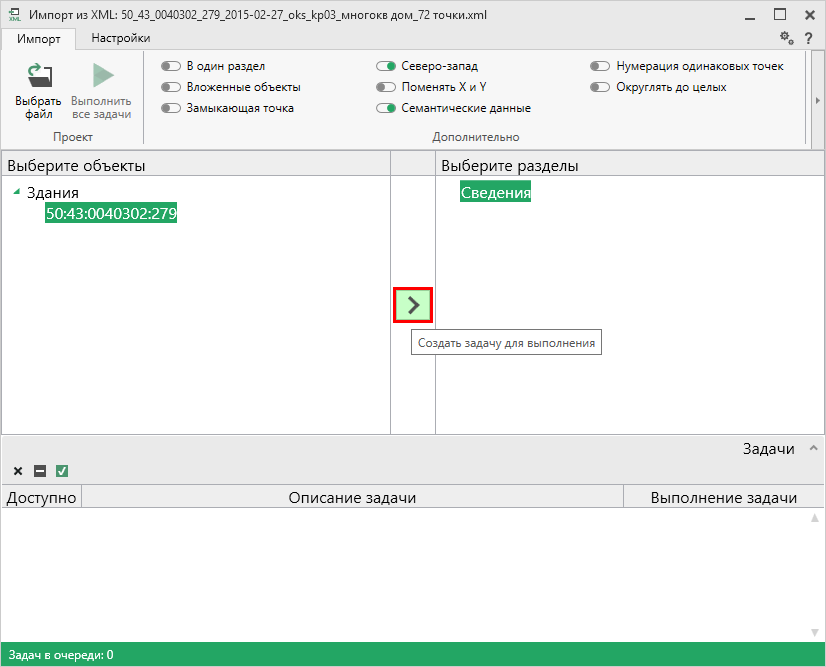 Импорт из XML: 50_43_0040302_279_2015-02-27_oks_kp03_многокв дом_72 точки.xml
Импорт
Настройки
?
Выбрать файл
Выполнить все задачи
Проект
В один раздел
Вложенные объекты
Замыкающая точка
Северо-запад
Поменять X и Y
Семантические данные
Нумерация одинаковых точек
Округлять до целых
Дополнительно
Выберите объекты
Выберите разделы
Здания
50:43:0040302:279
Сведения
Создать задачу для выполнения
Задачи
Доступно
Описание задачи
Выполнение задачи
Задач в очереди: 0